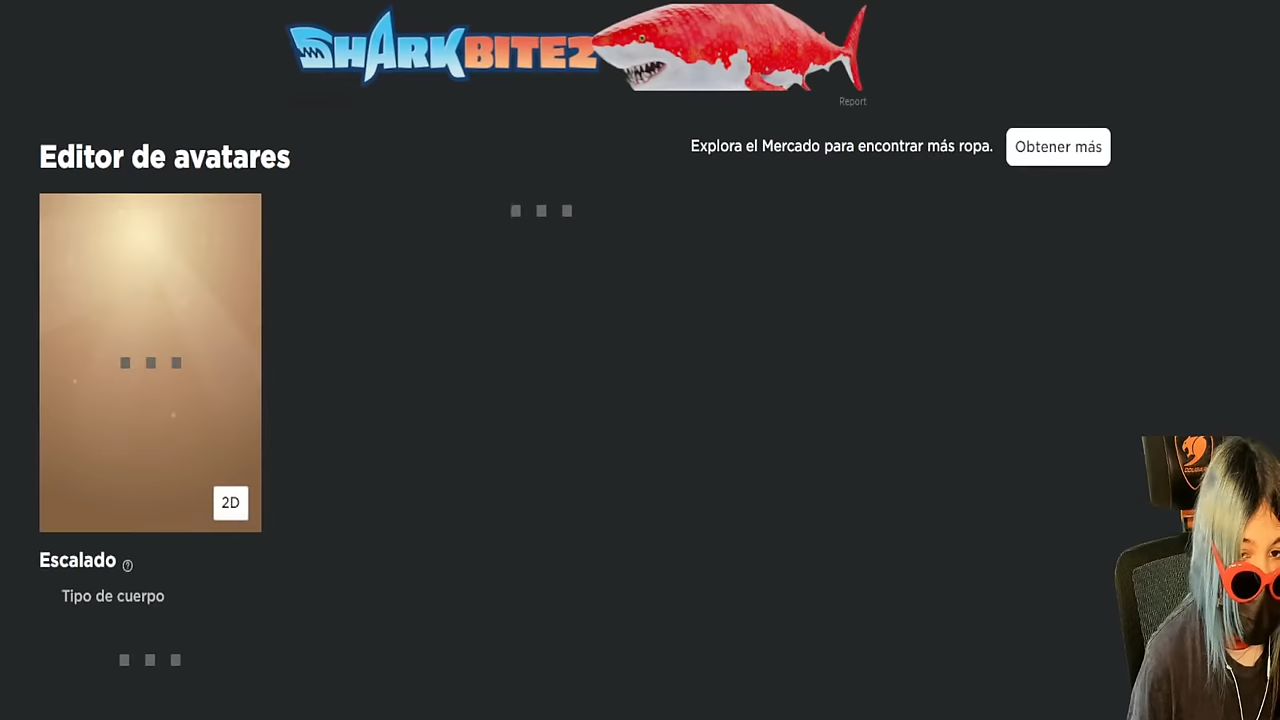 SHARKBITE2
Report
Editor de avatares
Explora el Mercado para encontrar más ropa.
Obtener más
2D
Escalado ?
Tipo de cuerpo
COUGAR